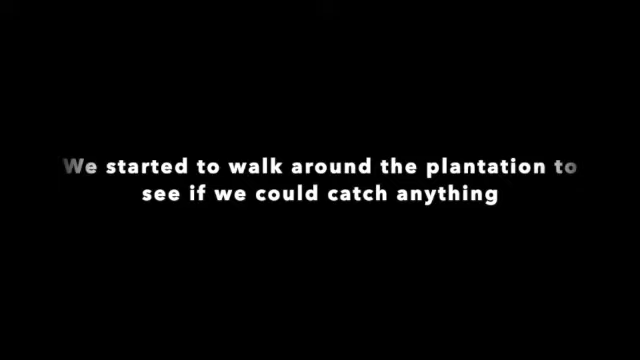 We started to walk around the plantation to
see if we could catch anything